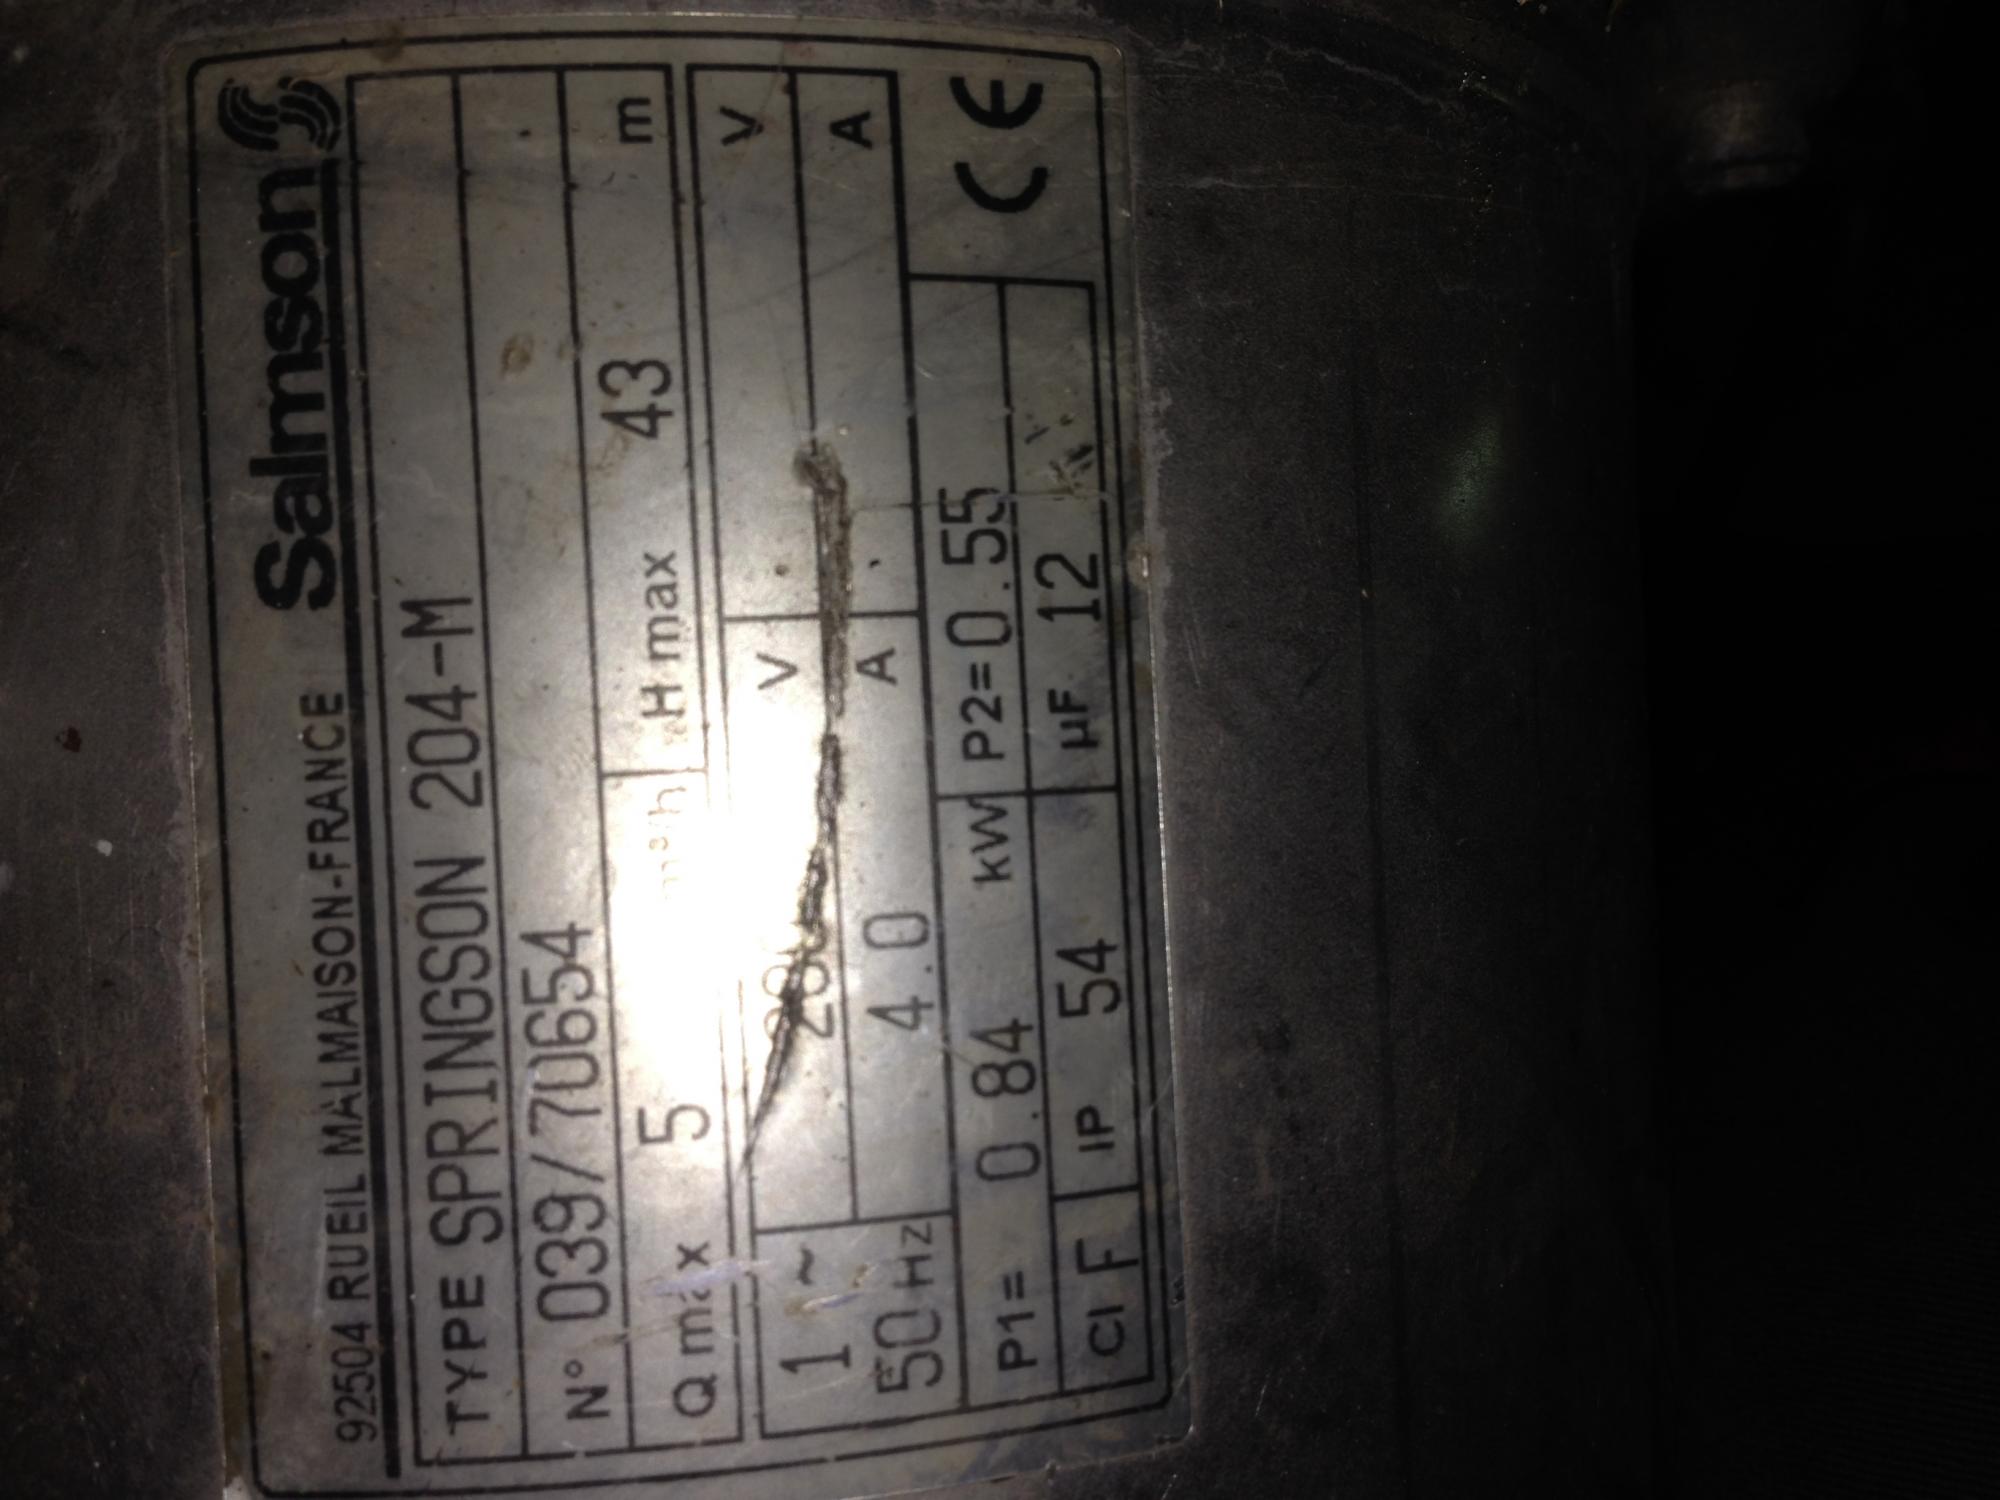 92504 RUEIL MALMAISON-FRANCE Salmson
TYPE SPRINGSON 204-M
N° 039/70654
Q max 5 m³/h H max 43 m
1 ~ V V
50 Hz 4.0 A A
P1= 0.84 kW P2=0.55 CE
Cl F IP 54 µF 12